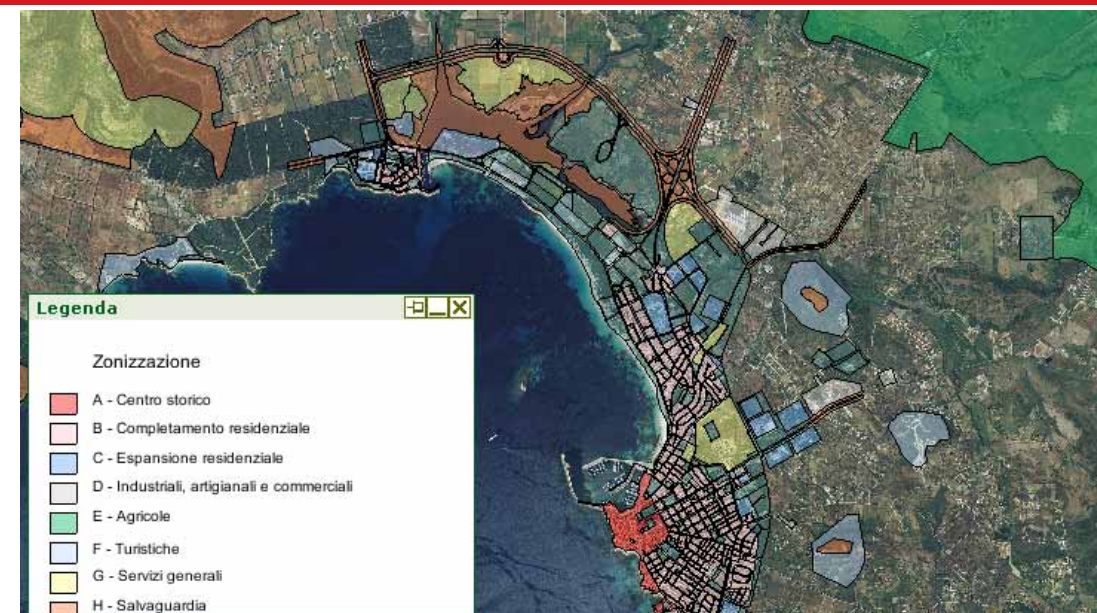 Legenda
Zonizzazione
A - Centro storico
B - Completamento residenziale
C - Espansione residenziale
D - Industriali, artigianali e commerciali
E - Agricole
F - Turistiche
G - Servizi generali
H - Salvaguardia